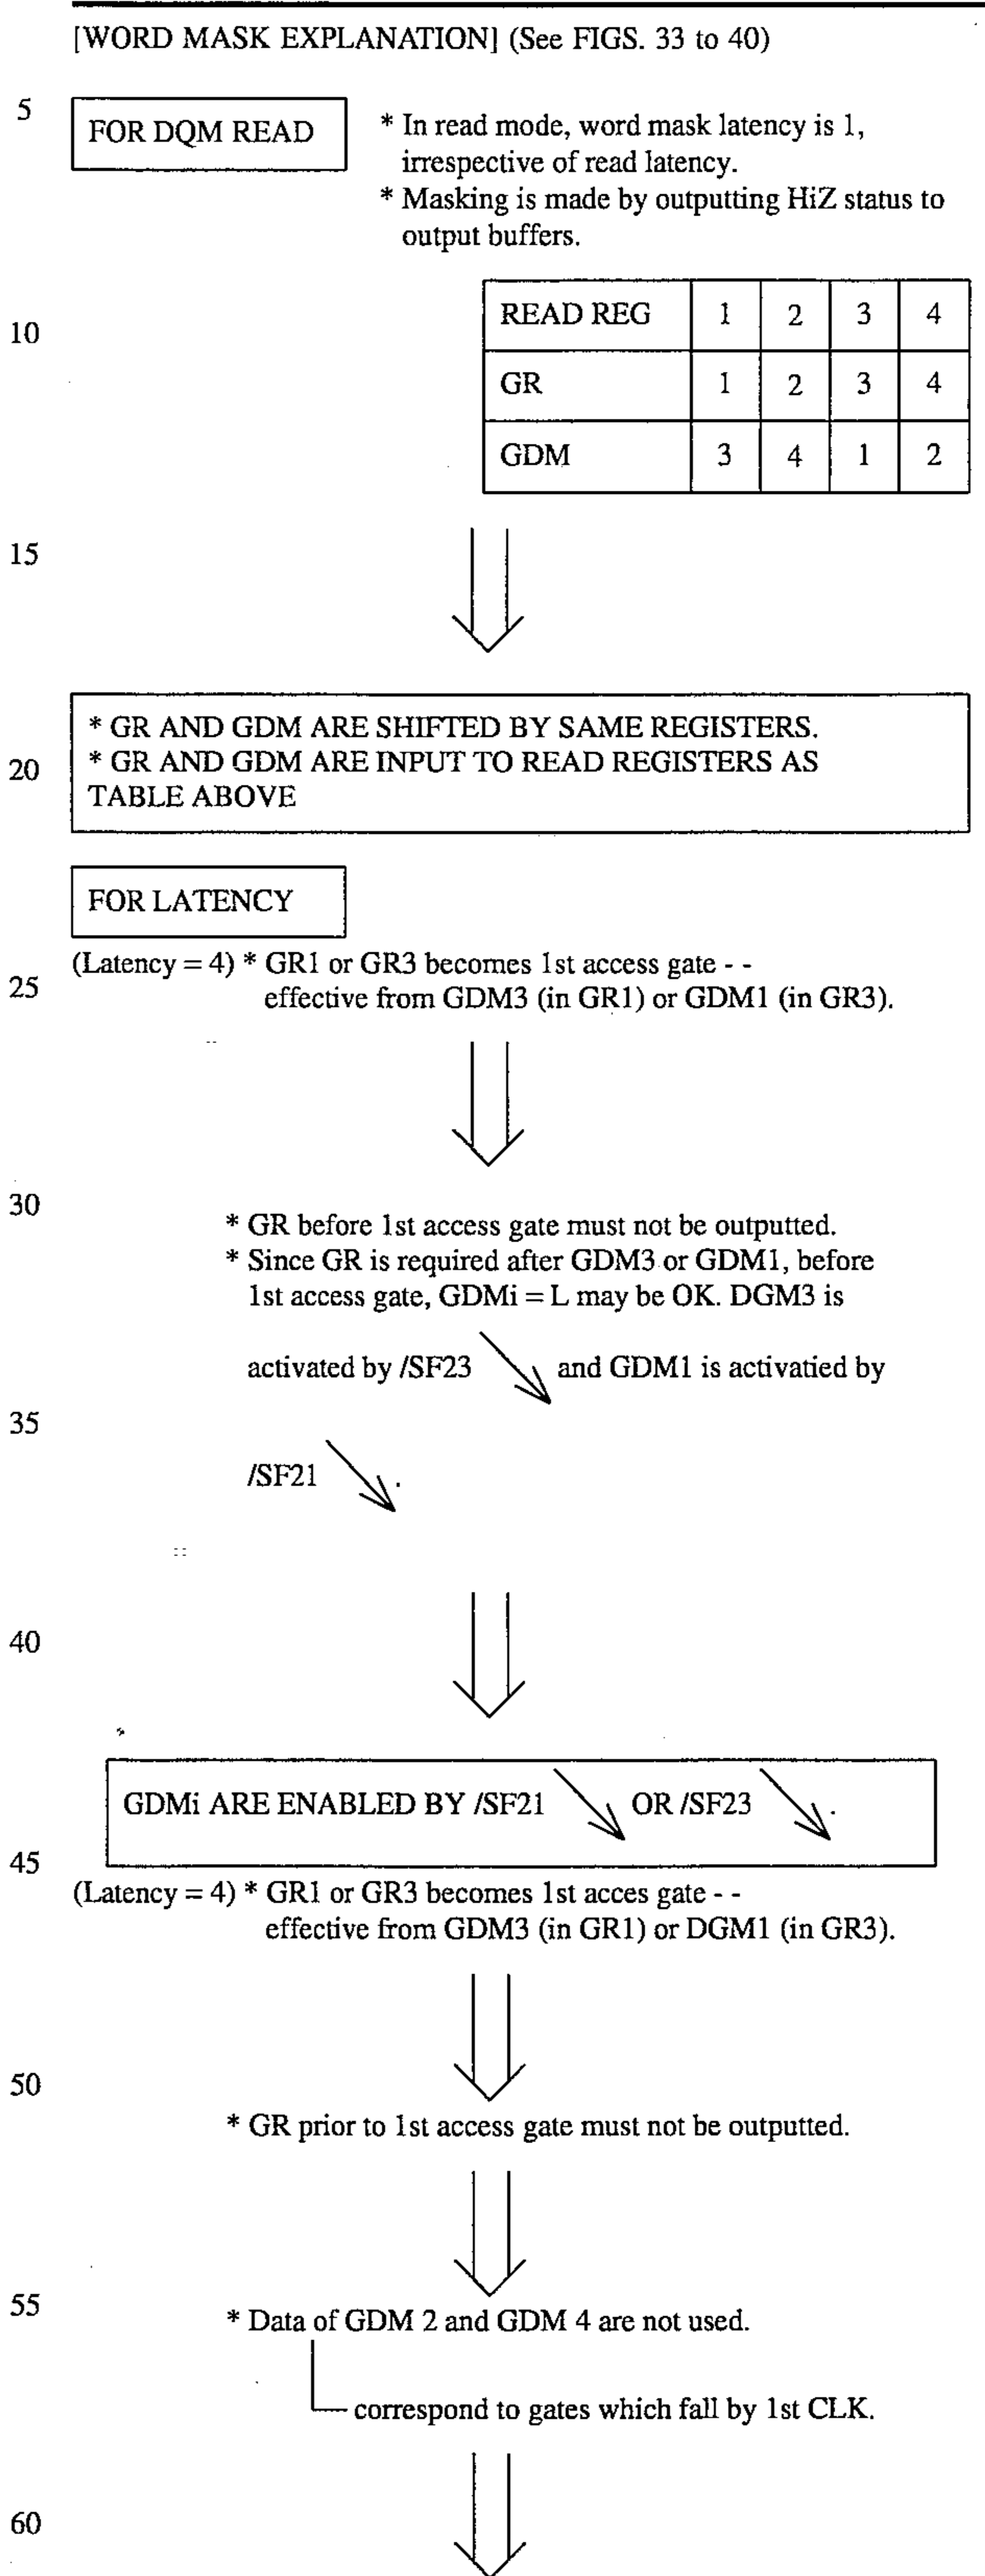 [WORD MASK EXPLANATION] (See FIGS. 33 to 40)
5
FOR DQM READ
* In read mode, word mask latency is 1,
irrespective of read latency.
* Masking is made by outputting HiZ status to
output buffers.
READ REG 1 2 3 4
10
GR 1 2 3 4
GDM 3 4 1 2
15
* GR AND GDM ARE SHIFTED BY SAME REGISTERS.
20
* GR AND GDM ARE INPUT TO READ REGISTERS AS
TABLE ABOVE
FOR LATENCY
(Latency = 4) * GR1 or GR3 becomes 1st access gate - -
25
effective from GDM3 (in GR1) or GDM1 (in GR3).
30
* GR before 1st access gate must not be outputted.
* Since GR is required after GDM3 or GDM1, before
1st access gate, GDMi = L may be OK. DGM3 is
activated by /SF23 and GDM1 is activatied by
35
/SF21 .
40
GDMi ARE ENABLED BY /SF21 OR /SF23 .
45
(Latency = 4) * GR1 or GR3 becomes 1st acces gate - -
effective from GDM3 (in GR1) or DGM1 (in GR3).
50
* GR prior to 1st access gate must not be outputted.
55
* Data of GDM 2 and GDM 4 are not used.
correspond to gates which fall by 1st CLK.
60